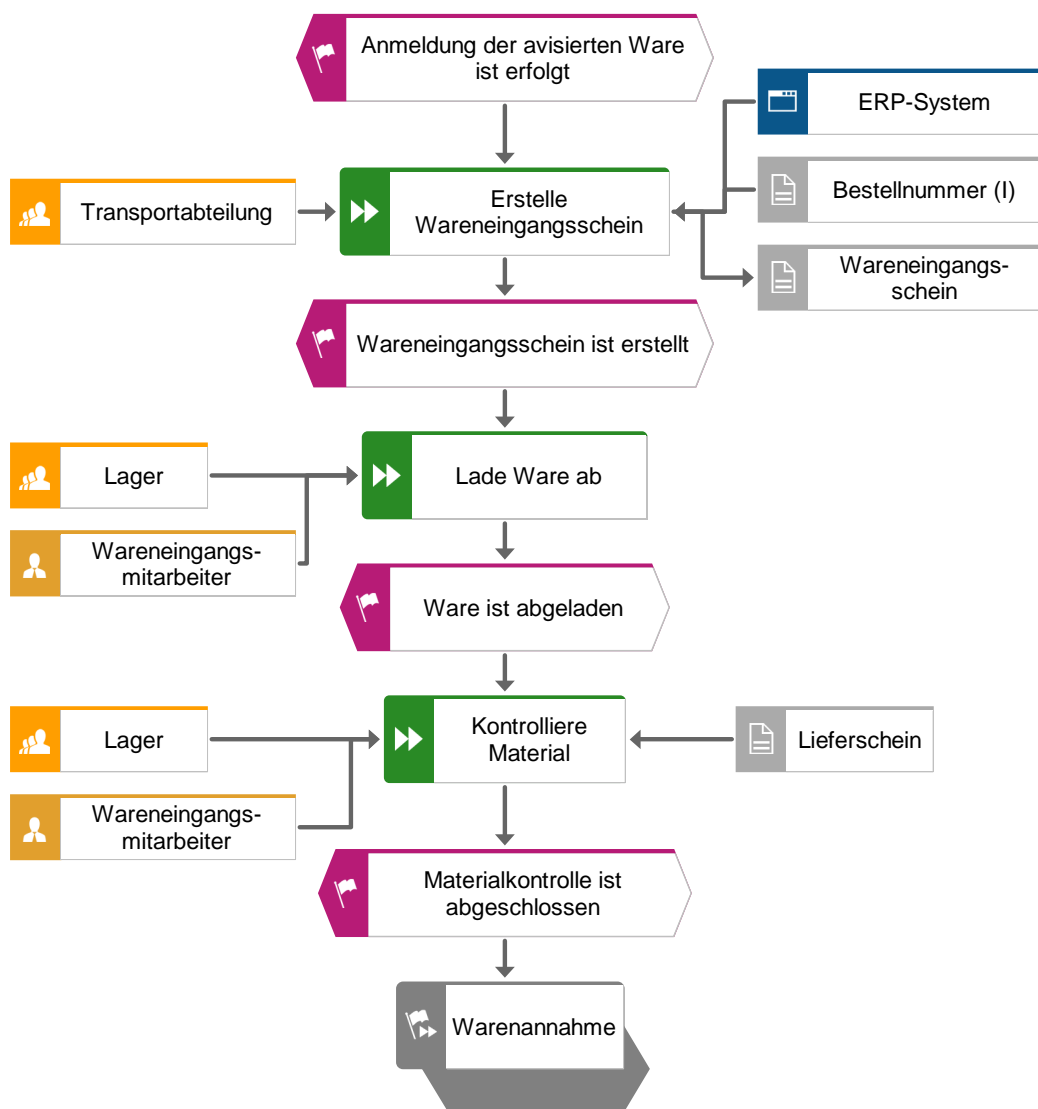 Anmeldung der avisierten Ware
ist erfolgt
ERP-System
Transportabteilung
Erstelle
Wareneingangsschein
Bestellnummer (I)
Wareneingangs-
schein
Wareneingangsschein ist erstellt
Lager
Lade Ware ab
Wareneingangs-
mitarbeiter
Ware ist abgeladen
Lager
Kontrolliere
Material
Lieferschein
Wareneingangs-
mitarbeiter
Materialkontrolle ist
abgeschlossen
Warenannahme